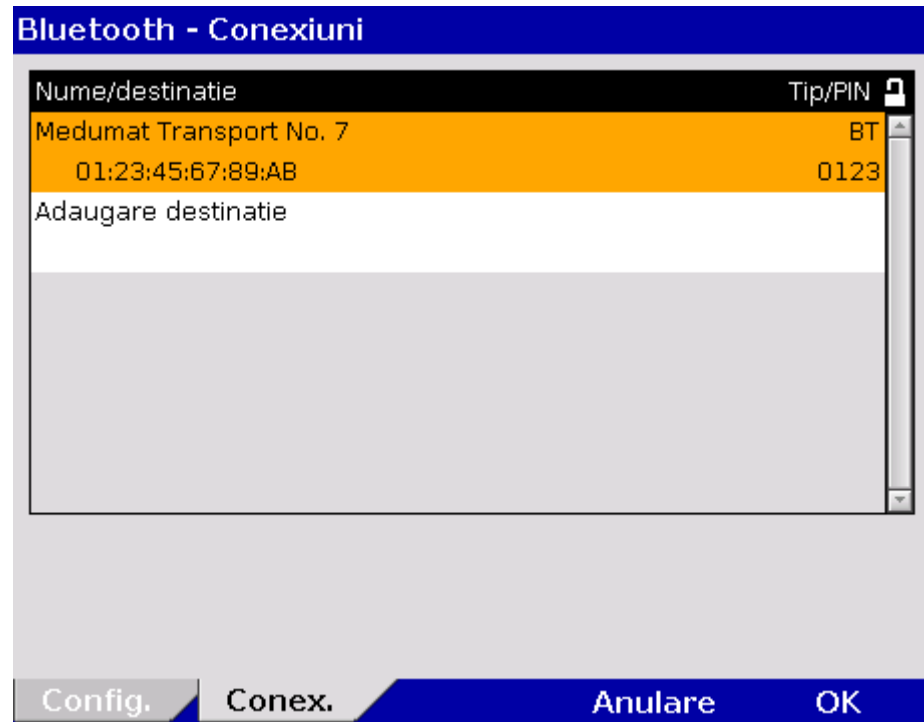 Bluetooth - Conexiuni
Nume/destinatie Tip/PIN
Medumat Transport No. 7 BT
01:23:45:67:89:AB 0123
Adaugare destinatie
Config. Conex. Anulare OK